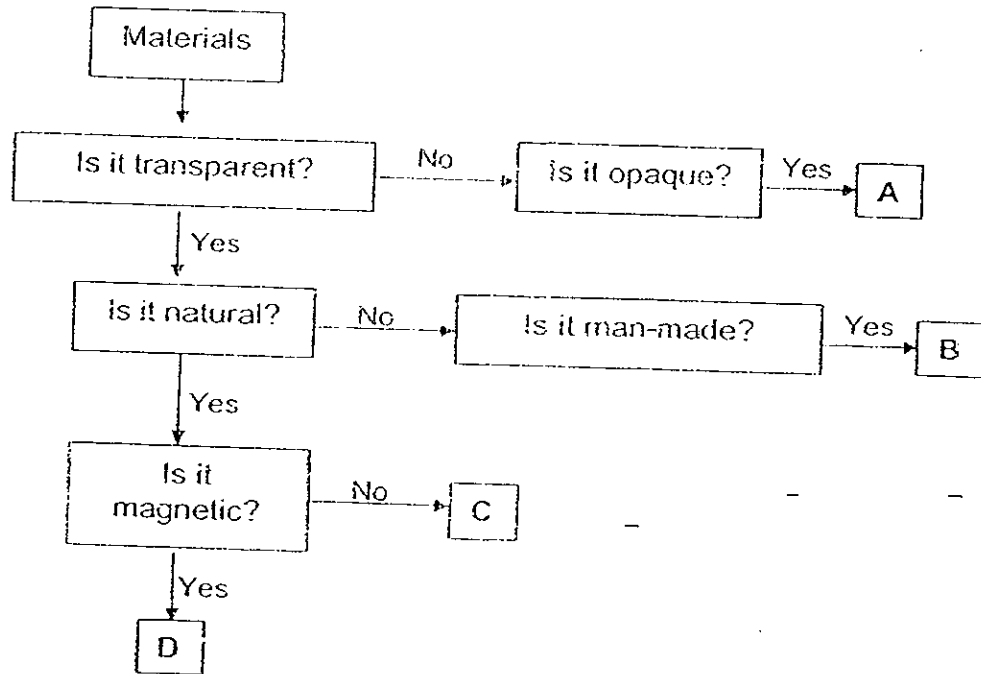 Materials
Is it transparent?
No
Is it opaque?
Yes
A
Yes
Is it natural?
No
Is it man-made?
Yes
B
Yes
Is it
magnetic?
No
C
Yes
D